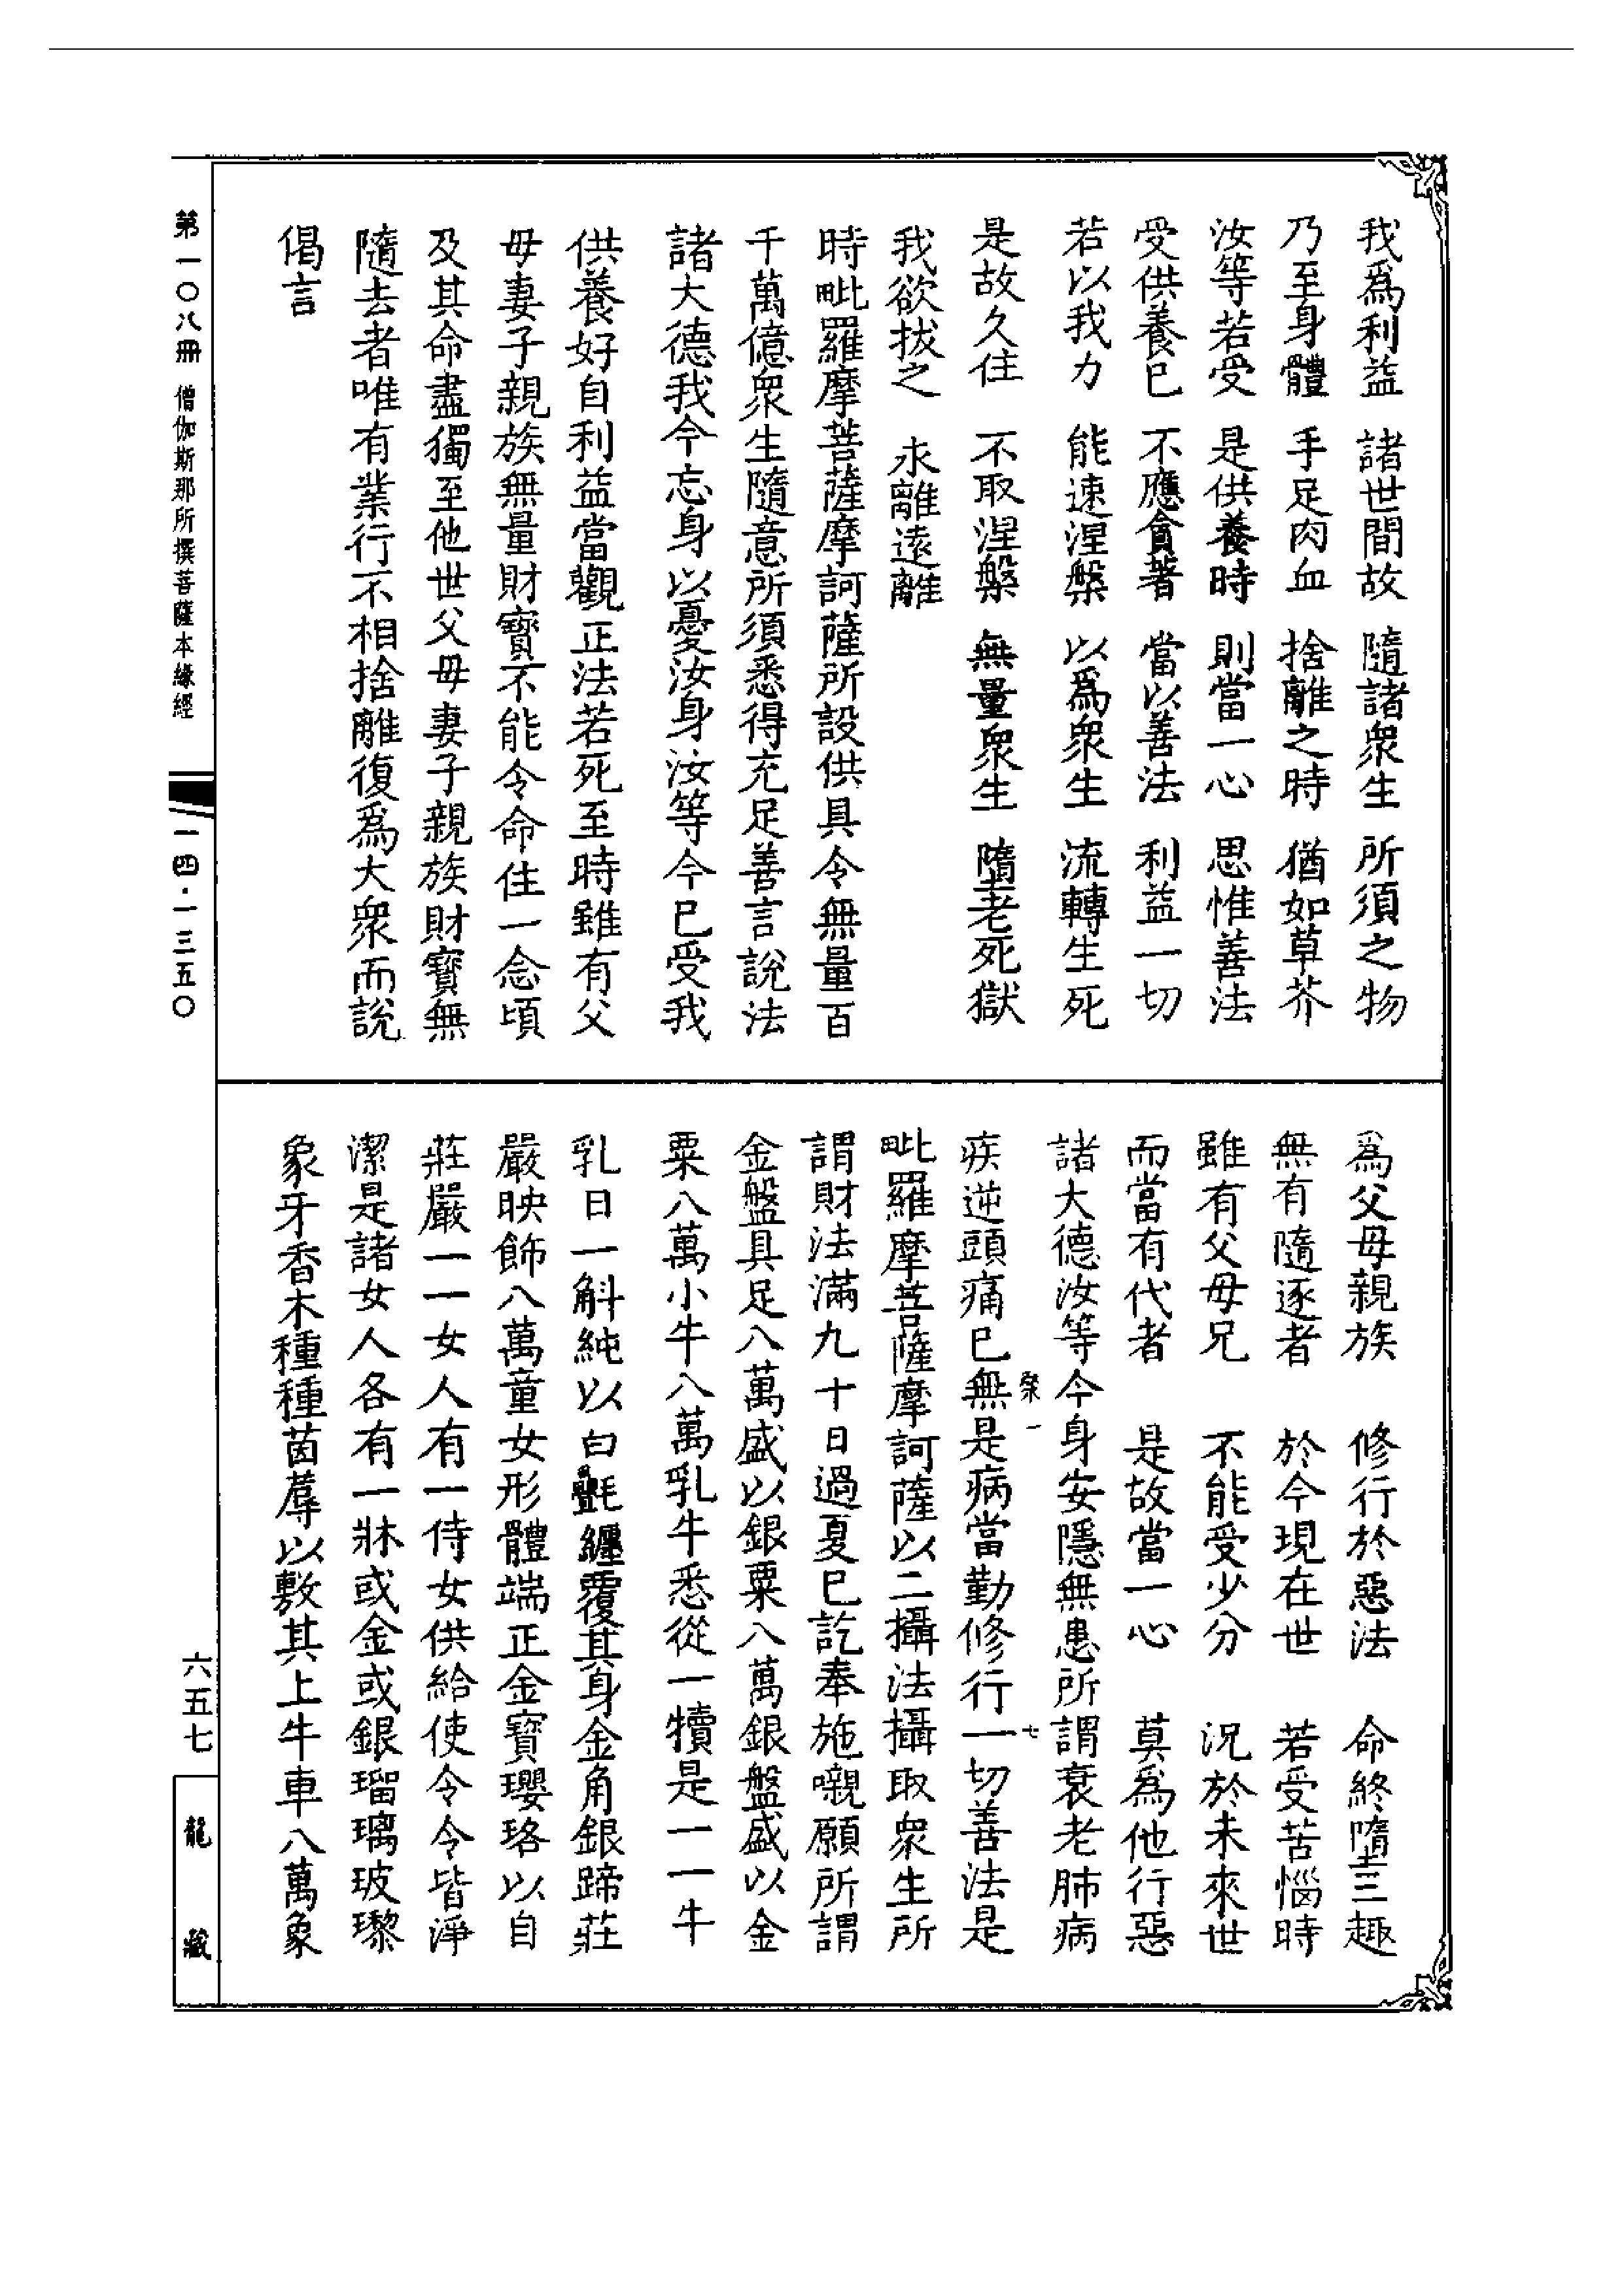 我爲利益　諸世間故　隨諸衆生　所須之物
乃至身體　手足肉血　捨離之時　猶如草芥
汝等若受　是供養時　則當一心　思惟善法
受供養已　不應貪著　當以善法　利益一切
若以我力　能速涅槃　以爲衆生　流轉生死
是故久住　不取涅槃　無量衆生　墮老死獄
我欲拔之　永離遠離
時毗羅摩菩薩摩訶薩所設供具令無量百
千萬億衆生隨意所須悉得充足善言說法
諸大德我今忘身以憂汝身汝等今已受我
供養好自利益當觀正法若死至時雖有父
母妻子親族無量財寶不能令命住一念頃
及其命盡獨至他世父母妻子親族財寶無
隨去者唯有業行不相捨離復爲大衆而說
偈言
爲父母親族　修行於惡法　命終墮三趣
無有隨逐者　於今現在世　若受苦惱時
雖有父母兄　不能受少分　況於未來世
而當有代者　是故當一心　莫爲他行惡
諸大德汝等今身安隱無患所謂衰老肺病
疾逆頭痛已無是病當勤修行一切善法是
毗羅摩菩薩摩訶薩以二攝法攝取衆生所
謂財法滿九十日過夏已訖奉施嚫願所謂
金盤具足八萬盛以銀粟八萬銀盤盛以金
粟八萬小牛八萬乳牛悉從一犢是一一牛
乳日一斛純以白氎纏覆其身金角銀蹄莊
嚴映飾八萬童女形體端正金寶瓔珞以自
莊嚴一一女人有一侍女供給使令令皆淨
潔是諸女人各有一牀或金或銀瑠璃玻瓈
象牙香木種種茵蓐以敷其上牛車八萬象
第一〇八冊 僧伽斯那所撰菩薩本緣經
一四·一三五〇
六五七
龍藏
一
七